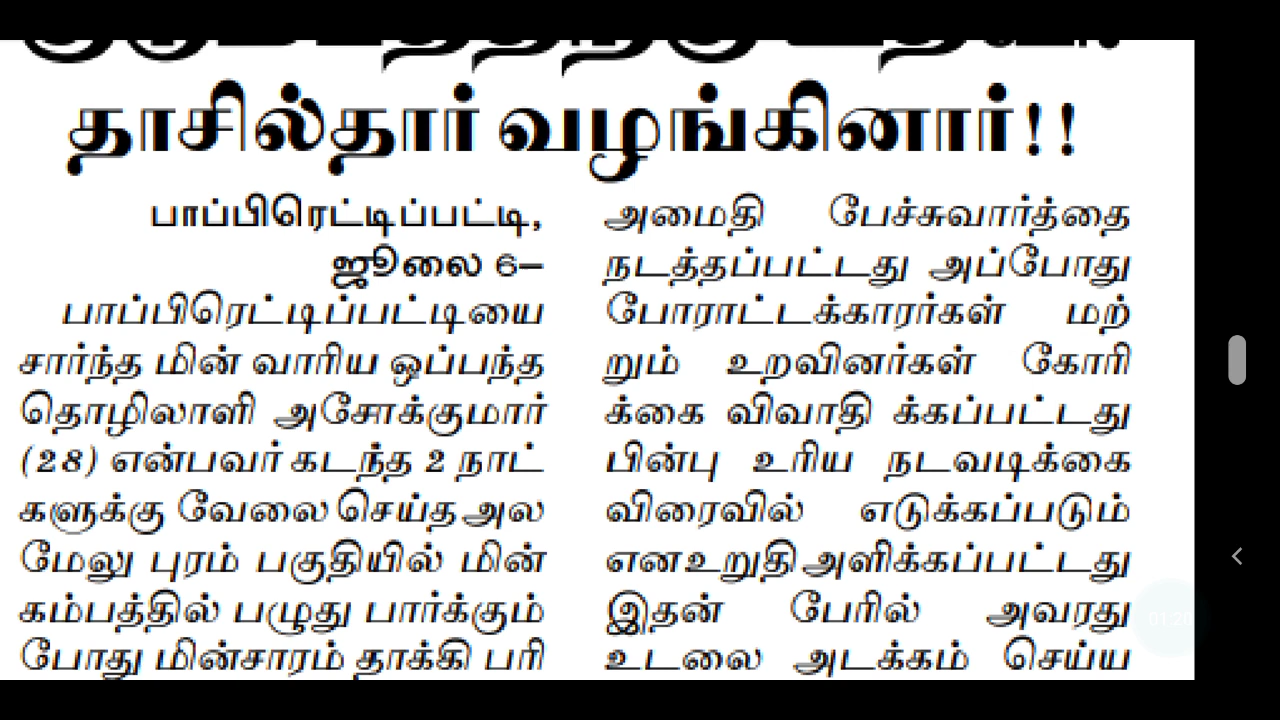 தாசில்தார் வழங்கினார்!!
பாப்பிரெட்டிப்பட்டி,
ஜூலை 6–
பாப்பிரெட்டிப்பட்டியை
சார்ந்த மின் வாரிய ஒப்பந்த
தொழிலாளி அசோக்குமார்
(28) என்பவர் கடந்த 2 நாட்
களுக்கு வேலை செய்த அல
மேலு புரம் பகுதியில் மின்
கம்பத்தில் பழுது பார்க்கும்
போது மின்சாரம் தாக்கி பரி
அமைதி பேச்சுவார்த்தை
நடத்தப்பட்டது அப்போது
போராட்டக்காரர்கள் மற்
றும் உறவினர்கள் கோரி
க்கை விவாதி க்கப்பட்டது
பின்பு உரிய நடவடிக்கை
விரைவில் எடுக்கப்படும்
என உறுதி அளிக்கப்பட்டது
இதன் பேரில் அவரது
உடலை அடக்கம் செய்ய
01:20